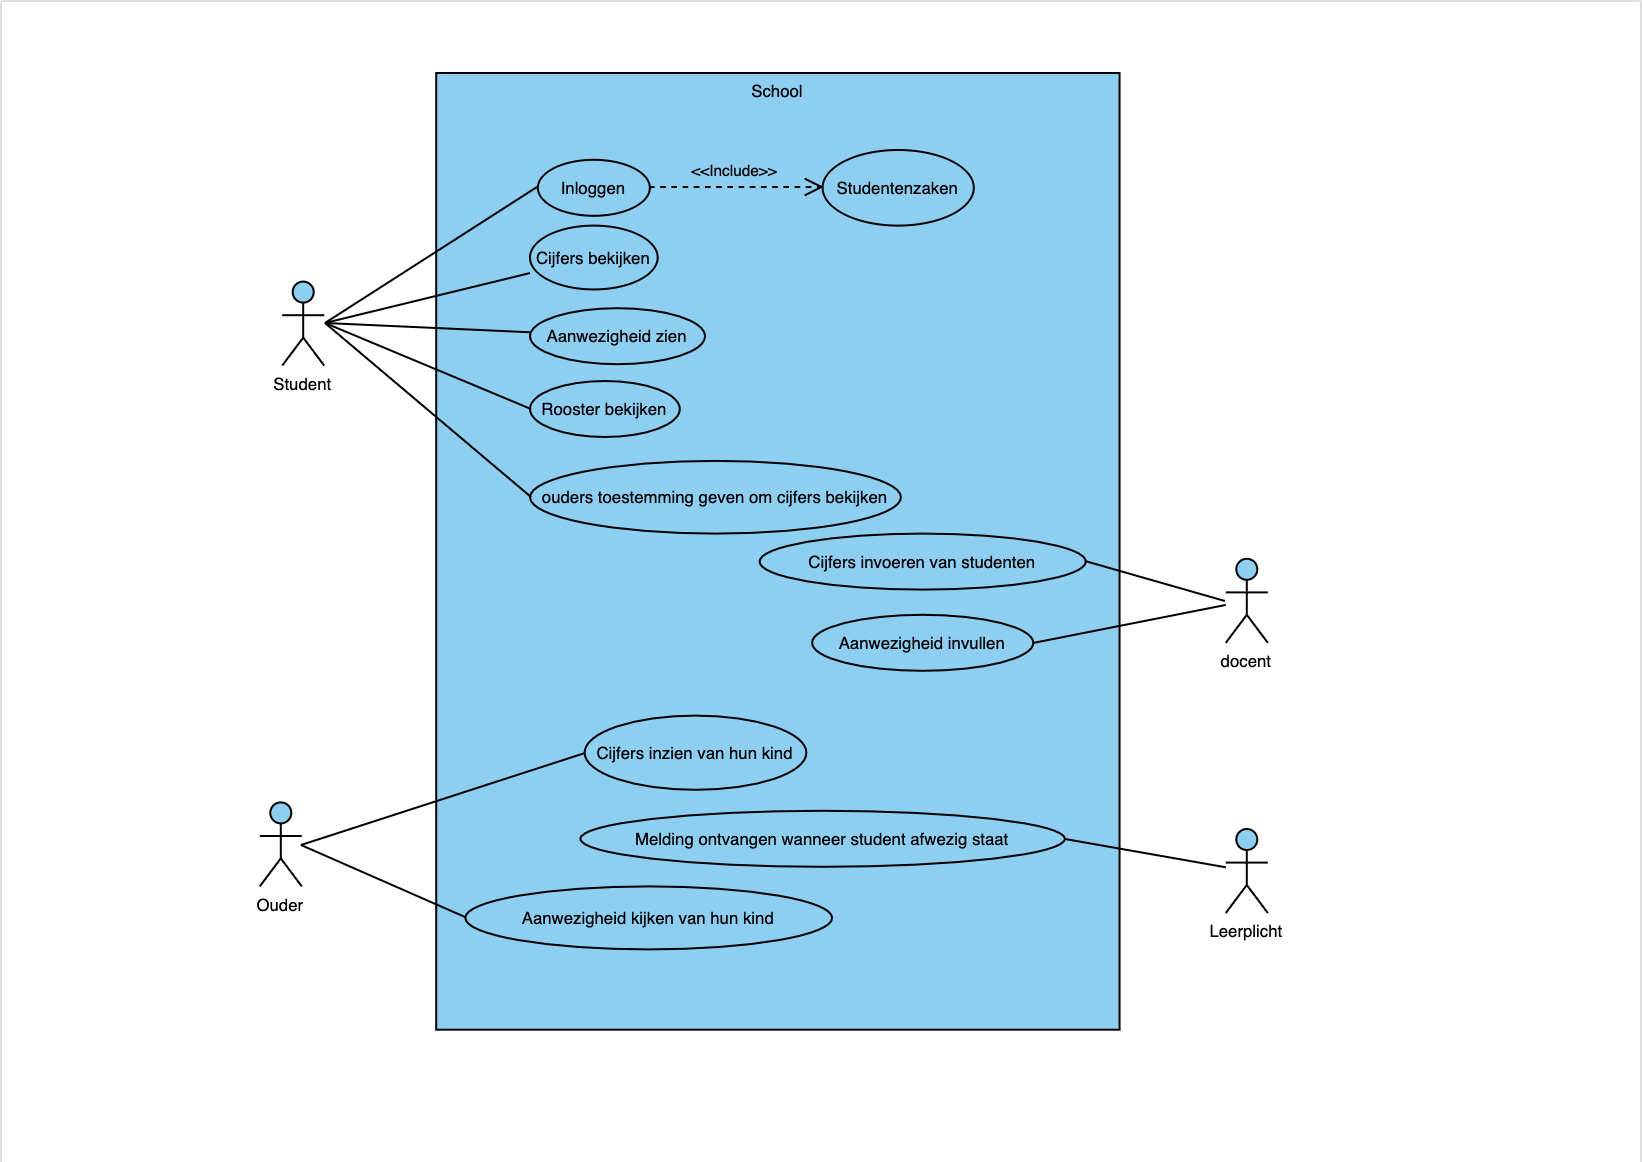 School
<<Include>>
Inloggen
Studentenzaken
Cijfers bekijken
Aanwezigheid zien
Student
Rooster bekijken
ouders toestemming geven om cijfers bekijken
Cijfers invoeren van studenten
Aanwezigheid invullen
docent
Cijfers inzien van hun kind
Melding ontvangen wanneer student afwezig staat
Ouder
Aanwezigheid kijken van hun kind
Leerplicht